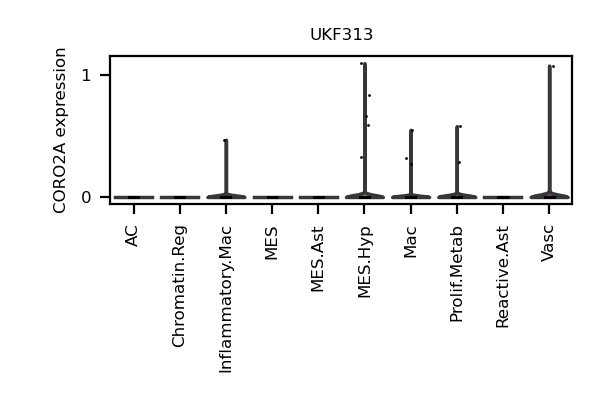 UKF313
CORO2A expression
1
0
AC
Chromatin.Reg
Inflammatory.Mac
MES
MES.Ast
MES.Hyp
Mac
Prolif.Metab
Reactive.Ast
Vasc